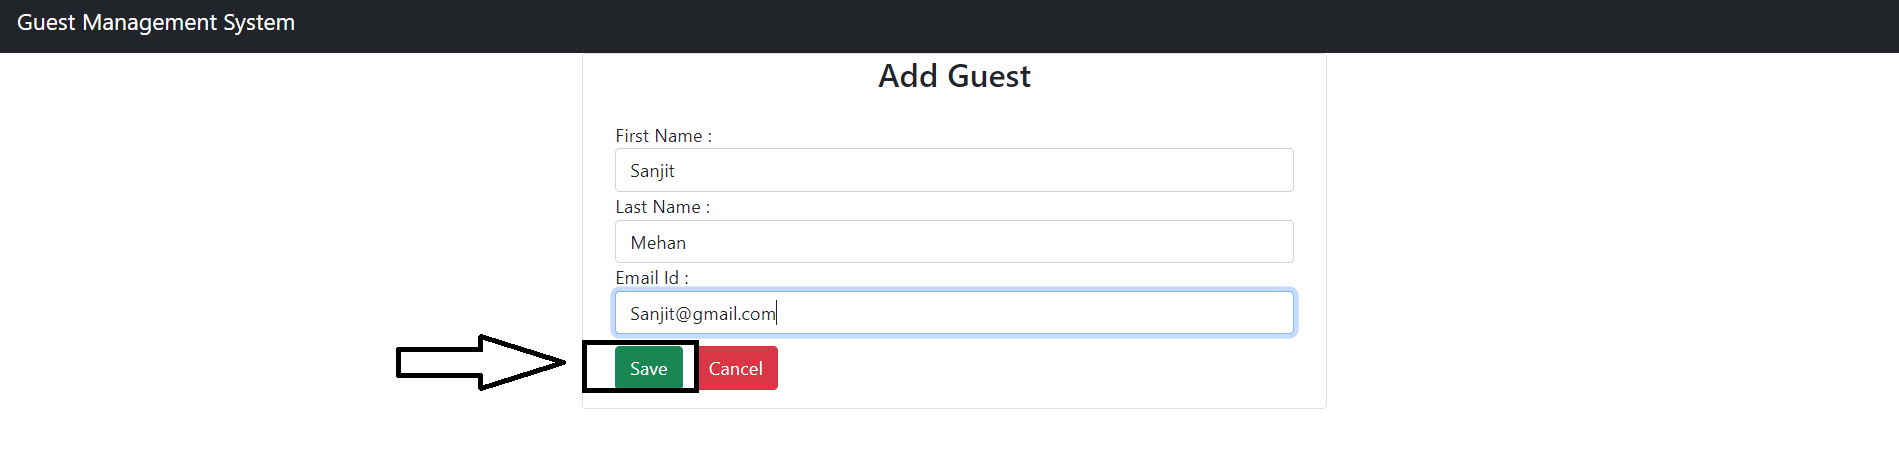 Guest Management System
Add Guest
First Name :
Sanjit
Last Name :
Mehan
Email Id :
Sanjit@gmail.com
Save Cancel